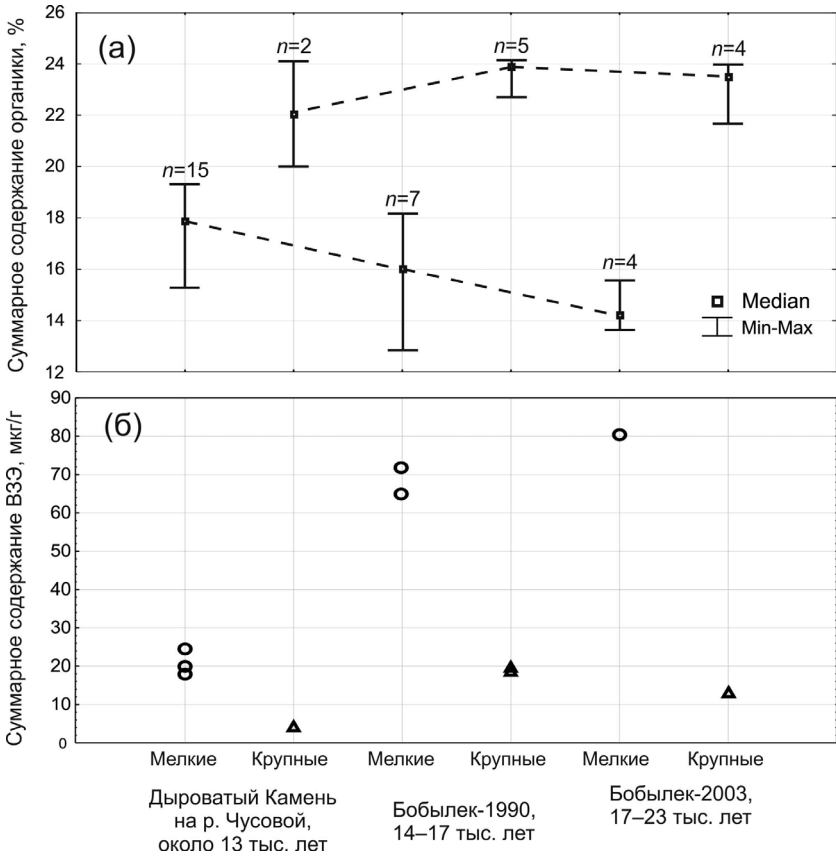 Суммарное содержание органики, %
26
24
22
20
18
16
14
12
(а)
n=15
n=2
n=7
n=5
n=4
n=4
Median
Min-Max
Суммарное содержание ВЗЭ, мкг/г
90
80
70
60
50
40
30
20
10
0
(б)
Мелкие Крупные Мелкие Крупные Мелкие Крупные
Дыроватый Камень
на р. Чусовой,
около 13 тыс. лет
Бобылек-1990,
14–17 тыс. лет
Бобылек-2003,
17–23 тыс. лет